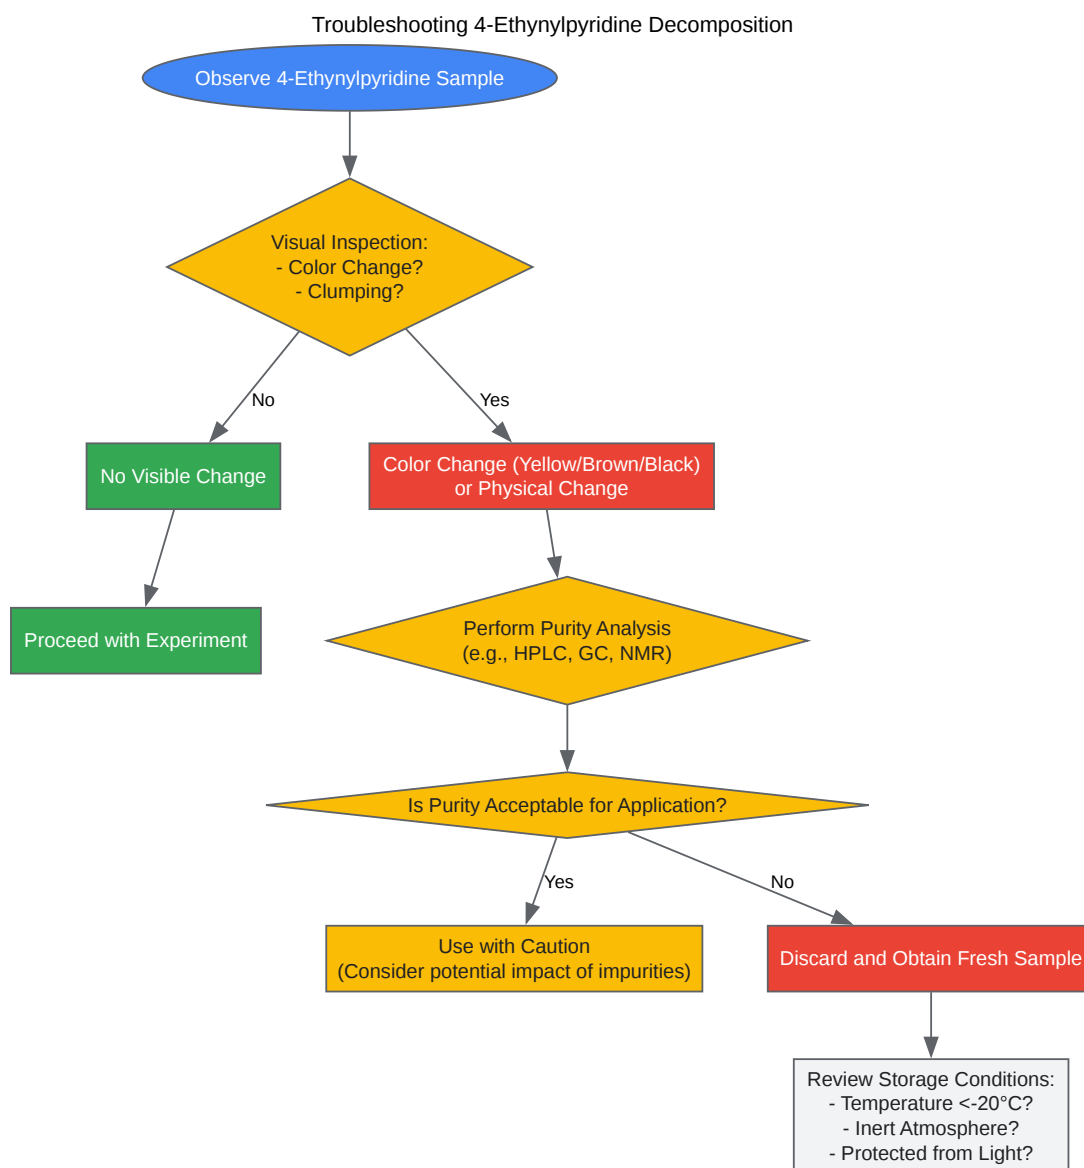 Troubleshooting 4-Ethynylpyridine Decomposition
Observe 4-Ethynylpyridine Sample
Visual Inspection:
- Color Change?
- Clumping?
No
Yes
No Visible Change
Color Change (Yellow/Brown/Black)
or Physical Change
Proceed with Experiment
Perform Purity Analysis
(e.g., HPLC, GC, NMR)
Is Purity Acceptable for Application?
Yes
No
Use with Caution
(Consider potential impact of impurities)
Discard and Obtain Fresh Sample
Review Storage Conditions:
- Temperature <-20°C?
- Inert Atmosphere?
- Protected from Light?